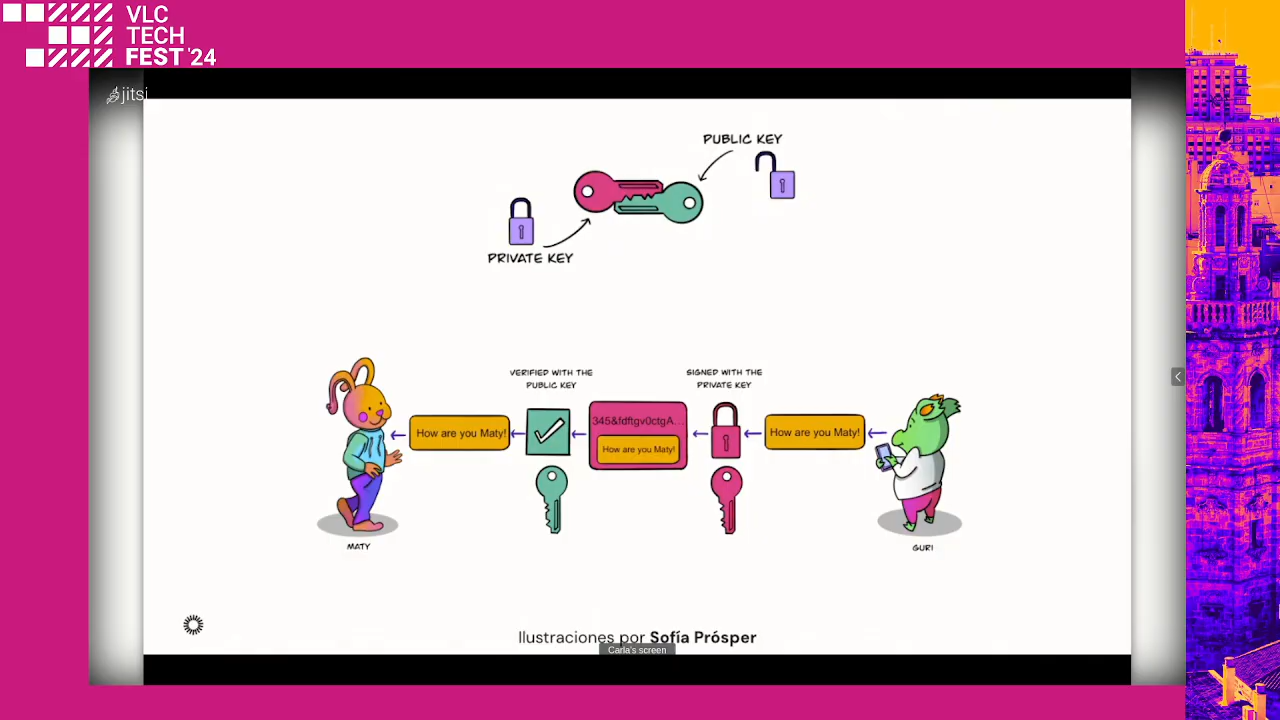 VLC
TECH
FEST '24
jitsi
PUBLIC KEY
PRIVATE KEY
VERIFIED WITH THE
PUBLIC KEY
SIGNED WITH THE
PRIVATE KEY
How are you Maty!
345&fdftgv0ctgA...
How are you Maty!
How are you Maty!
MATY
GURI
Ilustraciones por Sofía Prósper
Carla's screen